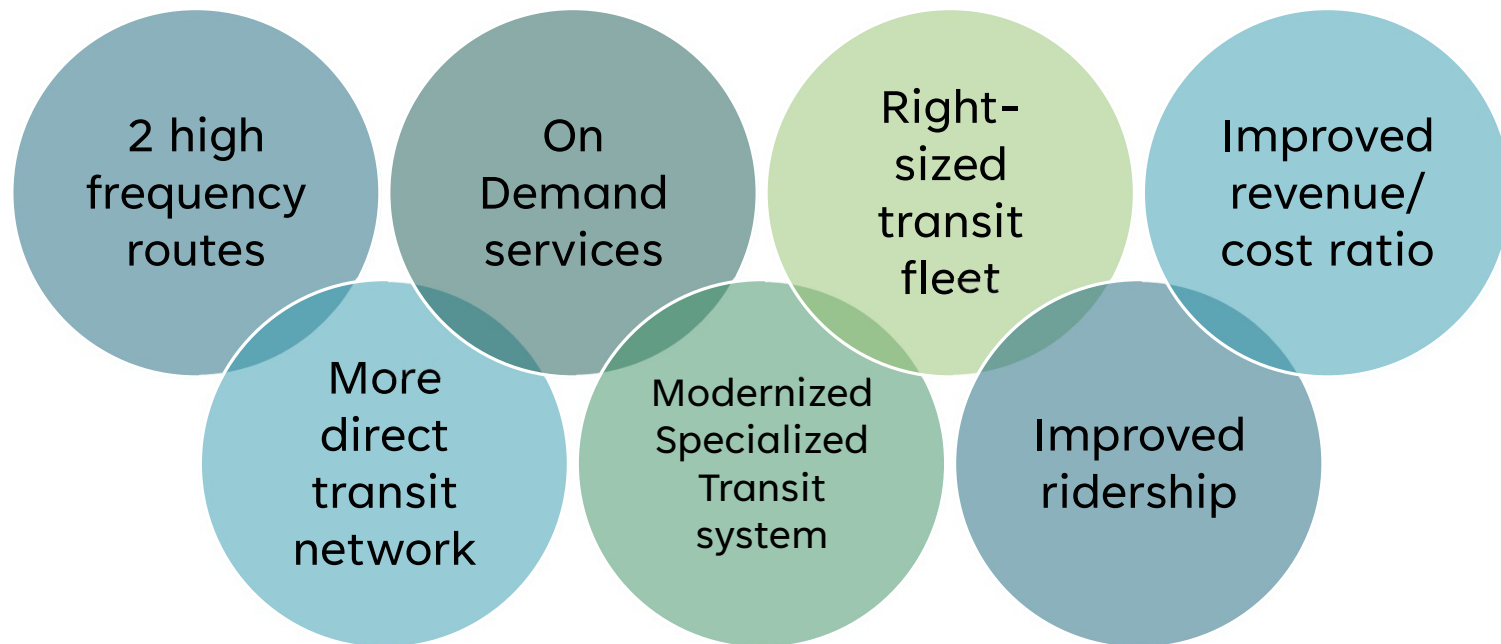 2 high
frequency
routes
More
direct
transit
network
On
Demand
services
Modernized
Specialized
Transit
system
Right-
sized
transit
fleet
Improved
ridership
Improved
revenue/
cost ratio